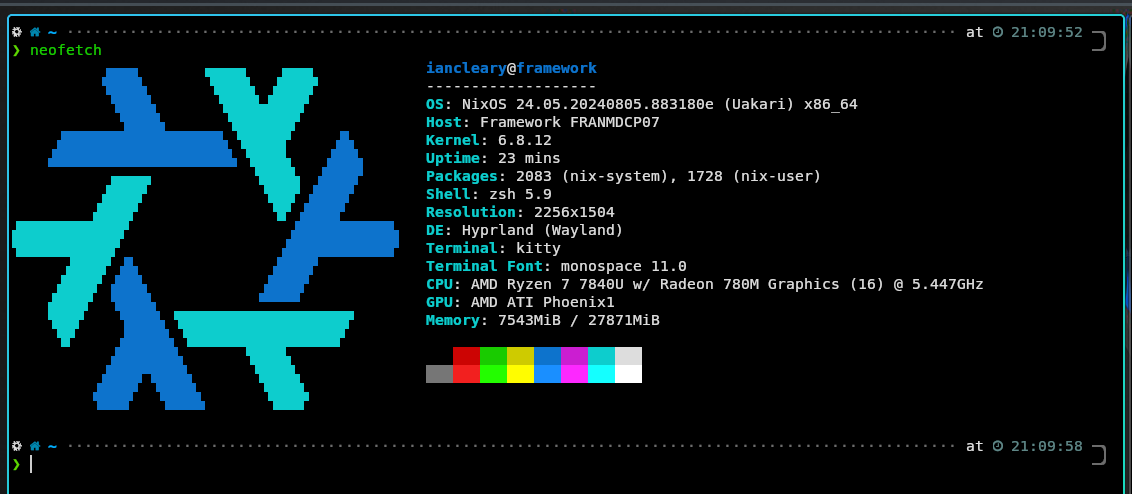 ~ at 21:09:52
❯ neofetch
iancleary@framework
-------------------
OS: NixOS 24.05.20240805.883180e (Uakari) x86_64
Host: Framework FRANMDCP07
Kernel: 6.8.12
Uptime: 23 mins
Packages: 2083 (nix-system), 1728 (nix-user)
Shell: zsh 5.9
Resolution: 2256x1504
DE: Hyprland (Wayland)
Terminal: kitty
Terminal Font: monospace 11.0
CPU: AMD Ryzen 7 7840U w/ Radeon 780M Graphics (16) @ 5.447GHz
GPU: AMD ATI Phoenix1
Memory: 7543MiB / 27871MiB
~ at 21:09:58
❯